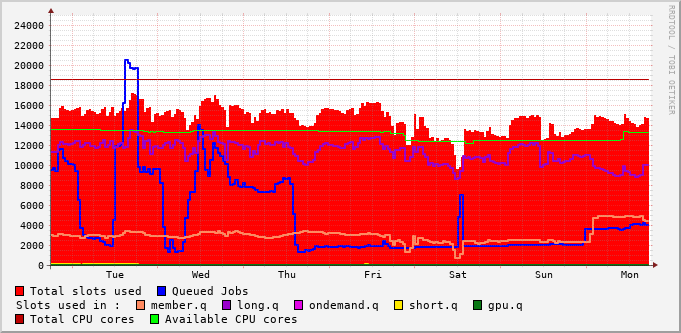 RRDTOOL / TOBI OETIKER
24000
22000
20000
18000
16000
14000
12000
10000
8000
6000
4000
2000
0
Tue Wed Thu Fri Sat Sun Mon
Total slots used Queued Jobs
Slots used in : member.q long.q ondemand.q short.q gpu.q
Total CPU cores Available CPU cores